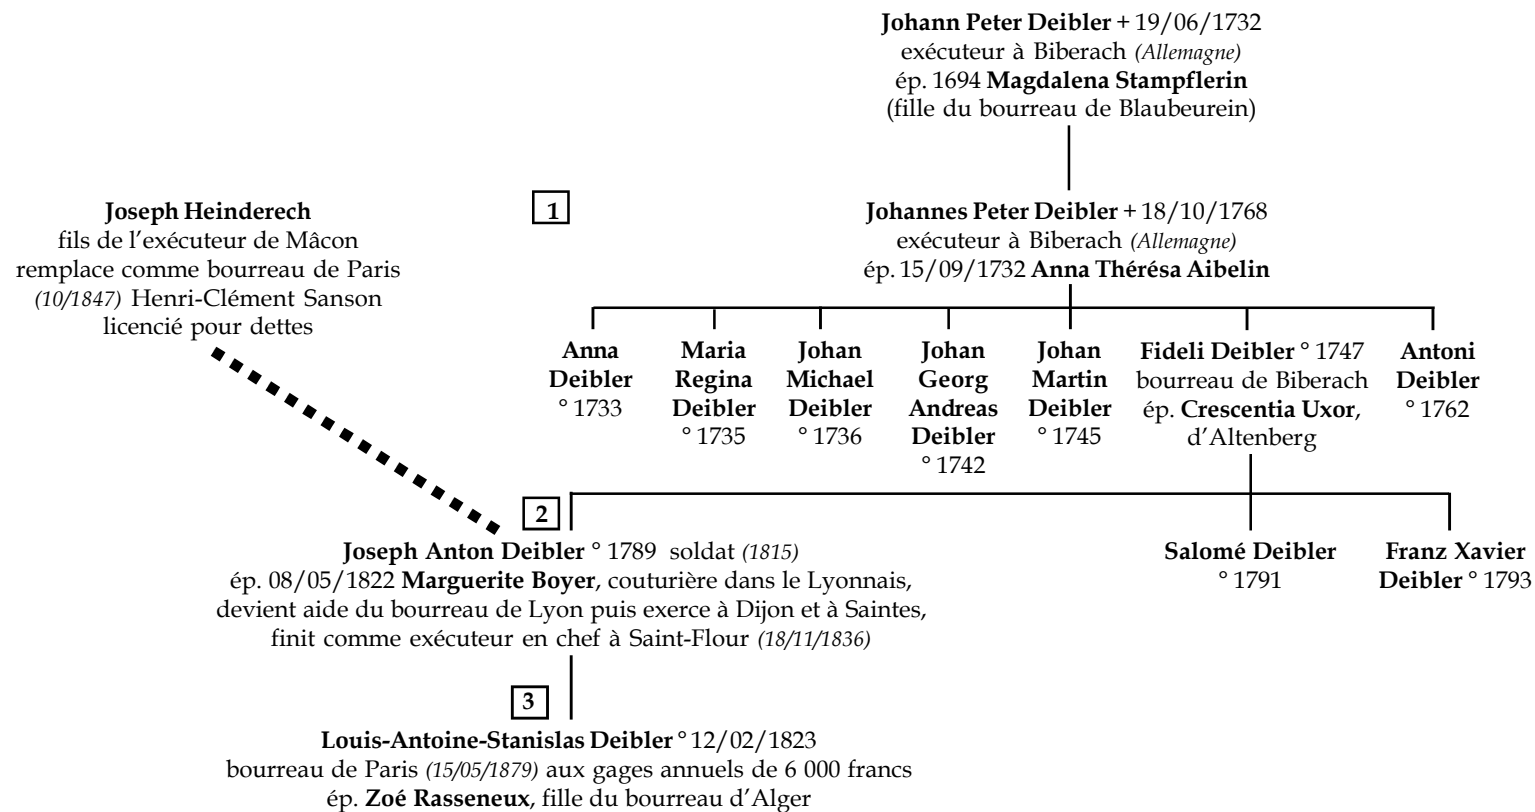 Johann Peter Deibler + 19/06/1732
exécuteur à Biberach (Allemagne)
ép. 1694 Magdalena Stampflerin
(fille du bourreau de Blaubeurein)
Joseph Heinderech
fils de l'exécuteur de Mâcon
remplace comme bourreau de Paris
(10/1847) Henri-Clément Sanson
licencié pour dettes
1
Johannes Peter Deibler + 18/10/1768
exécuteur à Biberach (Allemagne)
ép. 15/09/1732 Anna Thérésa Aibelin
Anna
Deibler
° 1733
Maria
Regina
Deibler
° 1735
Johan
Michael
Deibler
° 1736
Johan
Georg
Andreas
Deibler
° 1742
Johan
Martin
Deibler
° 1745
Fideli Deibler ° 1747
bourreau de Biberach
ép. Crescentia Uxor,
d'Altenberg
Antoni
Deibler
° 1762
2
Joseph Anton Deibler ° 1789 soldat (1815)
ép. 08/05/1822 Marguerite Boyer, couturière dans le Lyonnais,
devient aide du bourreau de Lyon puis exerce à Dijon et à Saintes,
finit comme exécuteur en chef à Saint-Flour (18/11/1836)
Salomé Deibler
° 1791
Franz Xavier
Deibler ° 1793
3
Louis-Antoine-Stanislas Deibler ° 12/02/1823
bourreau de Paris (15/05/1879) aux gages annuels de 6 000 francs
ép. Zoé Rasseneux, fille du bourreau d'Alger